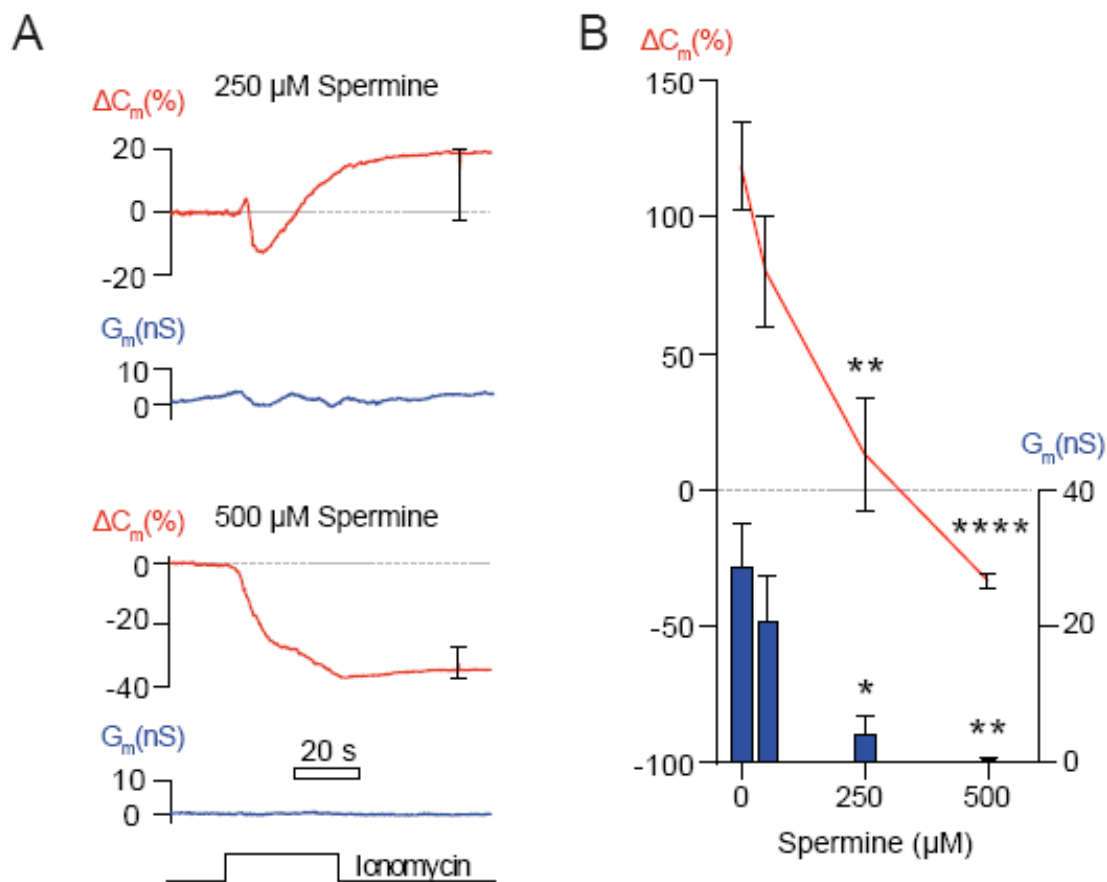 A
250 µM Spermine
ΔCm(%)
20
0
-20
Gm(nS)
10
0
500 µM Spermine
ΔCm(%)
0
-20
-40
Gm(nS)
20 s
10
0
Ionomycin
B
ΔCm(%)
150
100
50
0
-50
-100
**
****
*
**
Gm(nS)
40
20
0
0 250 500
Spermine (µM)